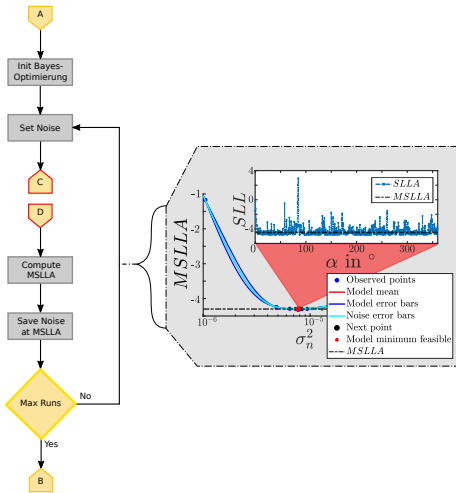 A
Init Bayes-
Optimierung
Set Noise
C
D
Compute
MSLLA
Save Noise
at MSLLA
Max Runs
No
Yes
B
MSLLA
-1
-2
-3
-4
10⁻⁶
10⁻⁵
σ²ₙ
SLL
4
0
-4
0
100
200
300
α in °
SLLA
MSLLA
Observed points
Model mean
Model error bars
Noise error bars
Next point
Model minimum feasible
MSLLA